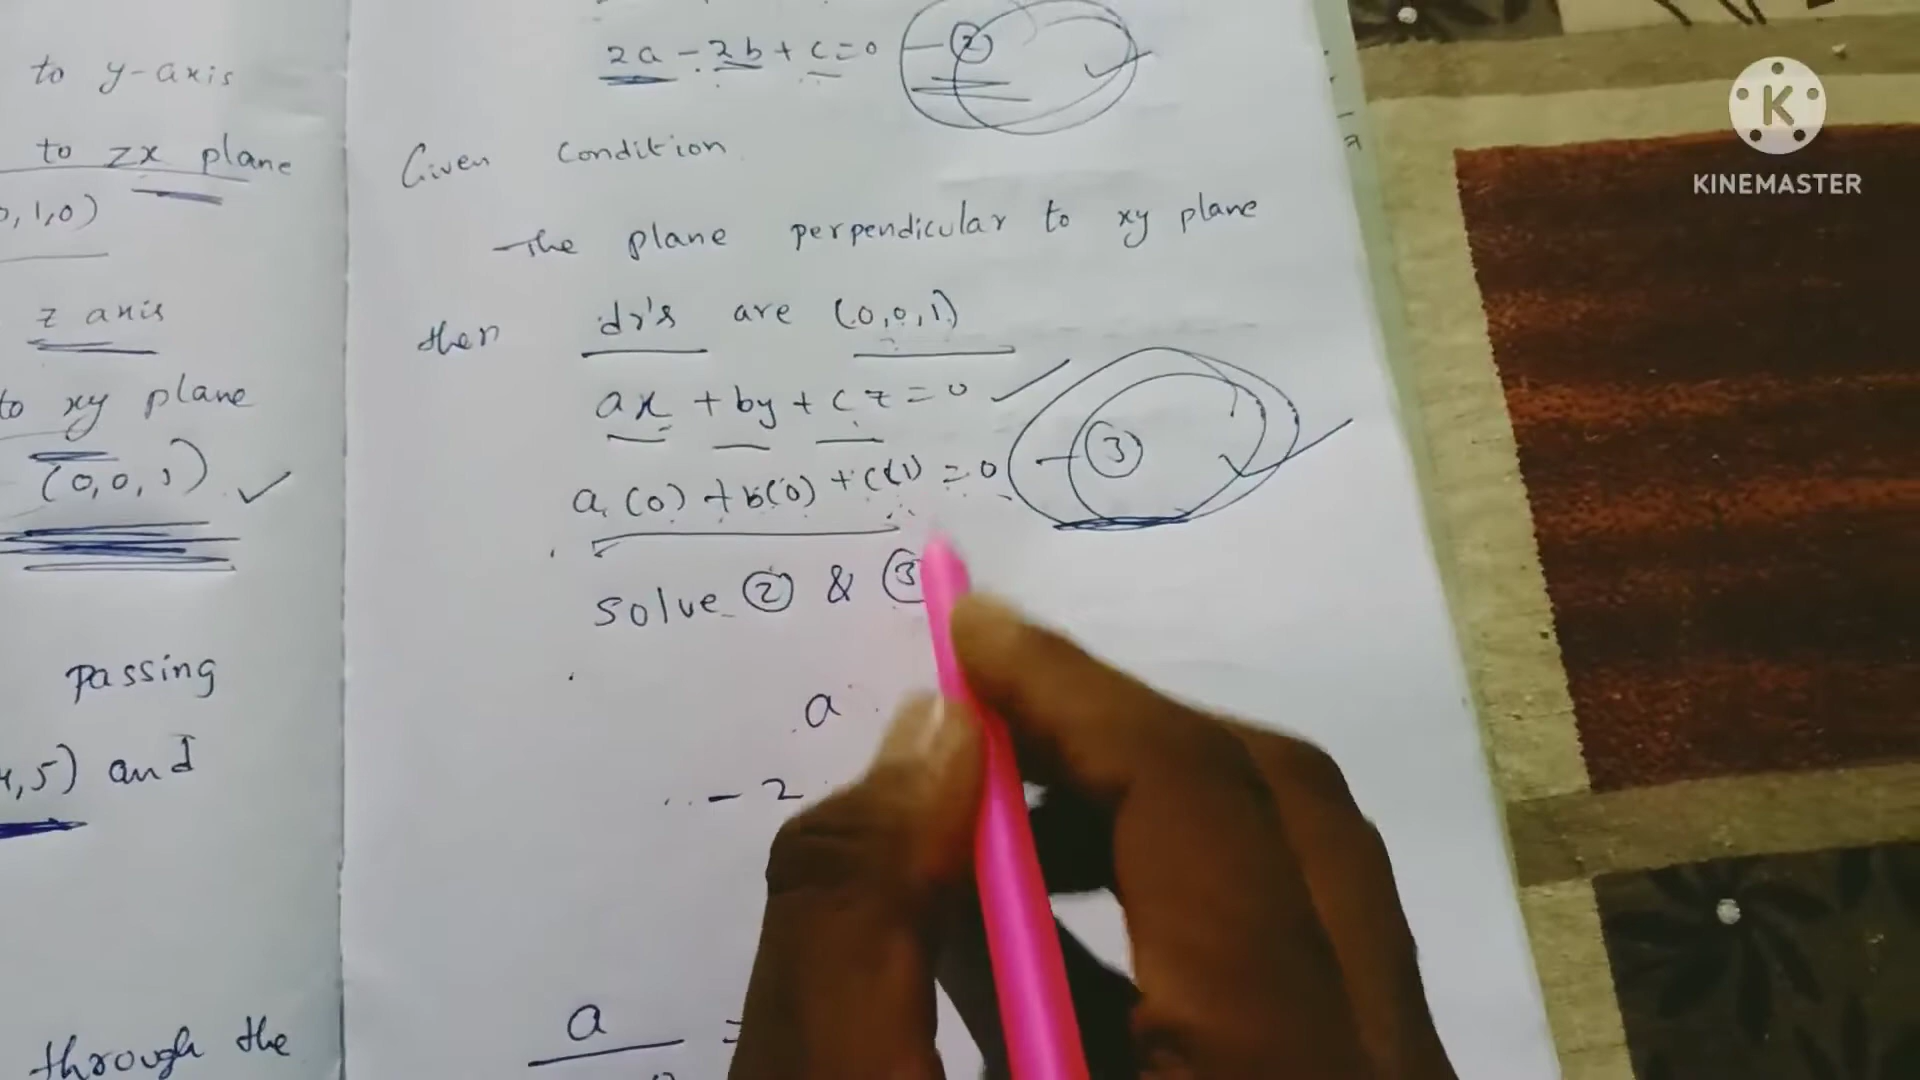 to y-axis
to zx plane
0,1,0)
z axis
to xy plane
(0,0,1)
passing
4,5) and
through the
2a - 2b + c = 0 - ②
Given condition
The plane perpendicular to xy plane
then dr's are (0,0,1)
ax + by + cz = 0
a(0) + b(0) + c(1) = 0 - ③
solve ② & ③
a
- 2
a =
K
KINEMASTER